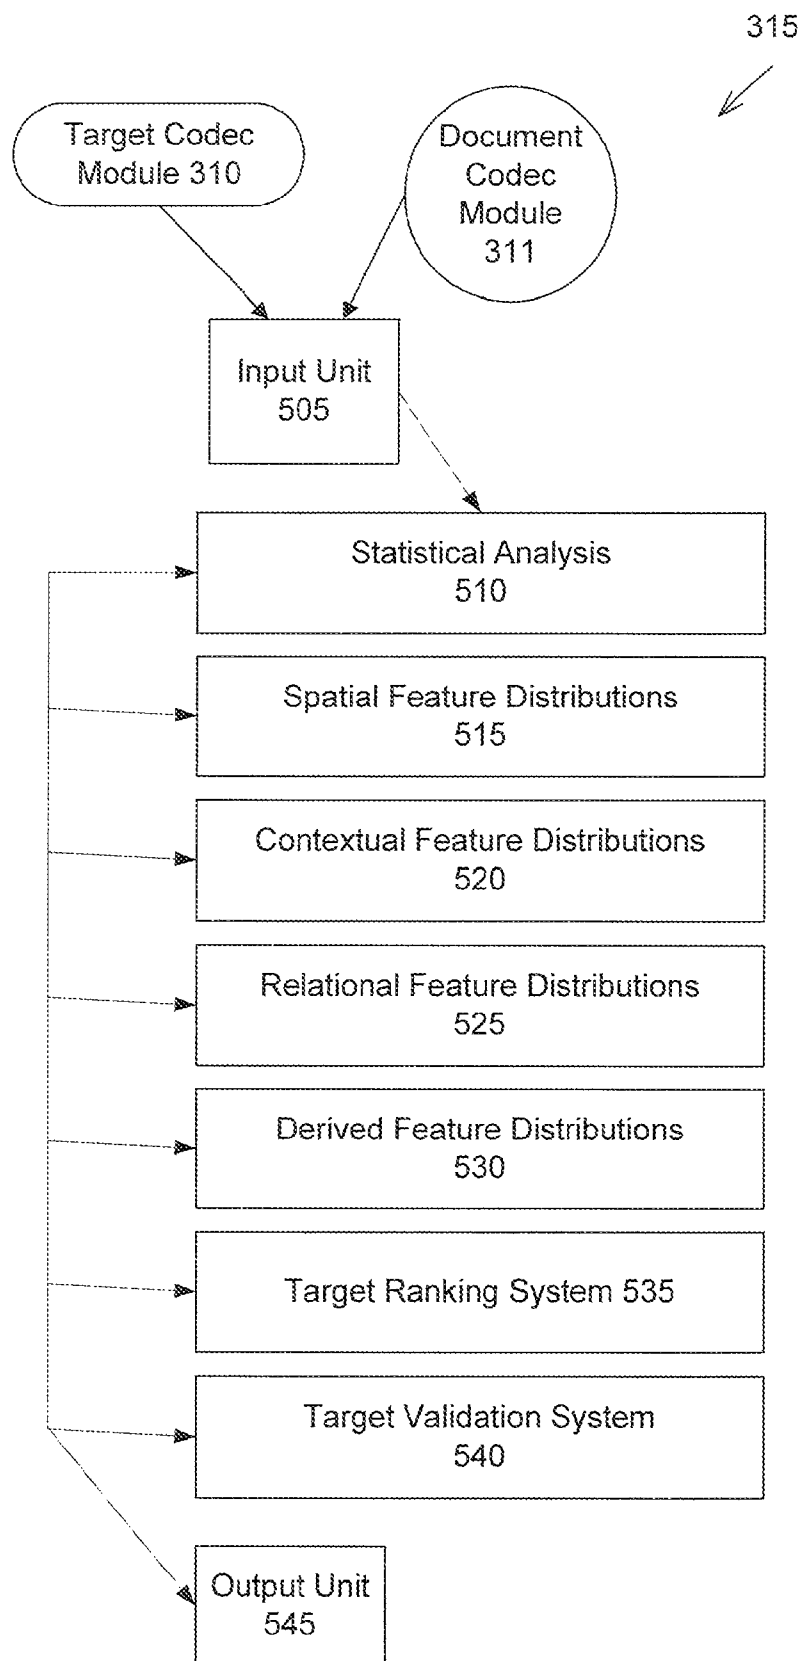 315
Target Codec
Module 310
Document
Codec
Module
311
Input Unit
505
Statistical Analysis
510
Spatial Feature Distributions
515
Contextual Feature Distributions
520
Relational Feature Distributions
525
Derived Feature Distributions
530
Target Ranking System 535
Target Validation System
540
Output Unit
545